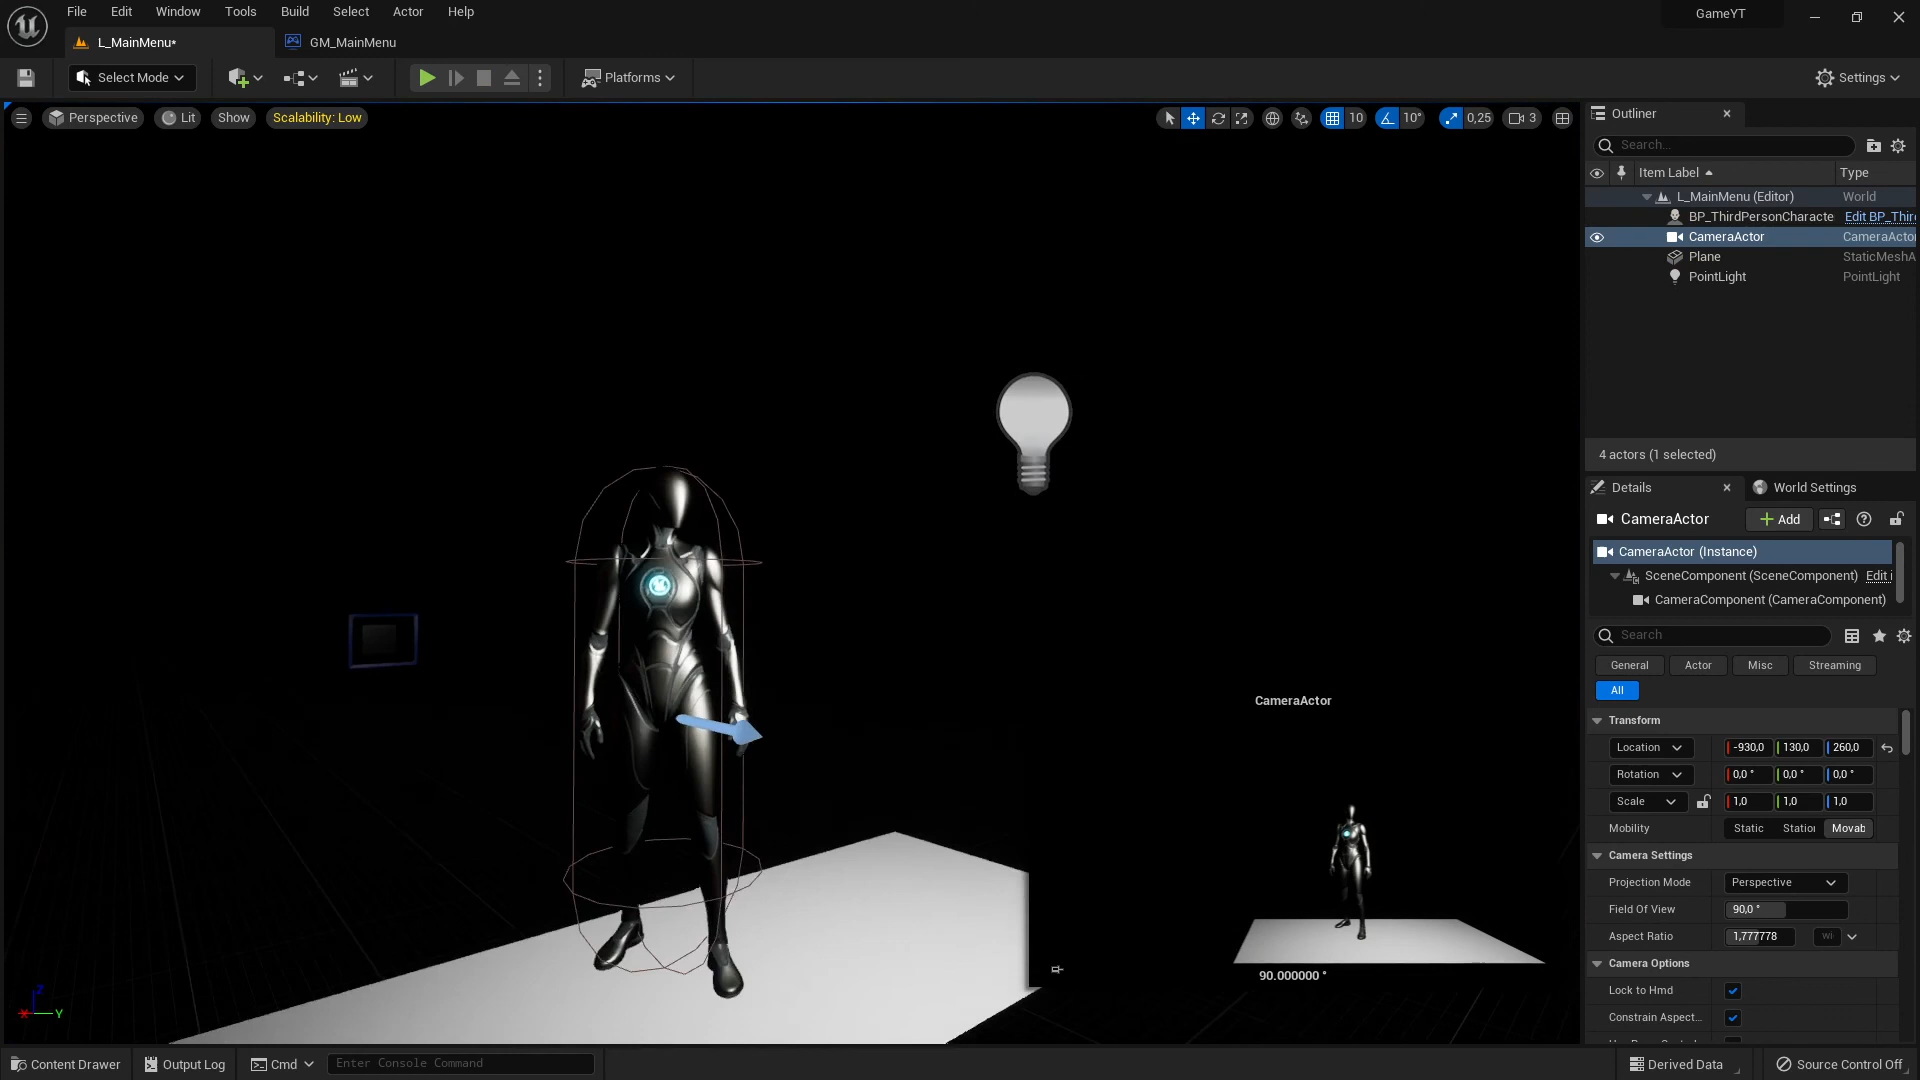 File Edit Window Tools Build Select Actor Help
GameYT
L_MainMenu*
GM_MainMenu
Select Mode
Platforms
Settings
Perspective
Lit
Show
Scalability: Low
10
10°
0,25
3
Outliner
Search...
Item Label
Type
L_MainMenu (Editor)
World
BP_ThirdPersonCharacte
Edit BP_Thir
CameraActor
CameraActo
Plane
StaticMeshA
PointLight
PointLight
4 actors (1 selected)
Details
World Settings
CameraActor
Add
CameraActor (Instance)
SceneComponent (SceneComponent)
Edit i
CameraComponent (CameraComponent)
Search
General
Actor
Misc
Streaming
All
Transform
Location
-930,0
130,0
260,0
Rotation
0,0 °
0,0 °
0,0 °
Scale
1,0
1,0
1,0
Mobility
Static
Station
Movab
Camera Settings
Projection Mode
Perspective
Field Of View
90,0 °
Aspect Ratio
1,777778
wi
Camera Options
Lock to Hmd
Constrain Aspect...
CameraActor
90.000000 °
Z
X
Y
Content Drawer
Output Log
Cmd
Enter Console Command
Derived Data
Source Control Off